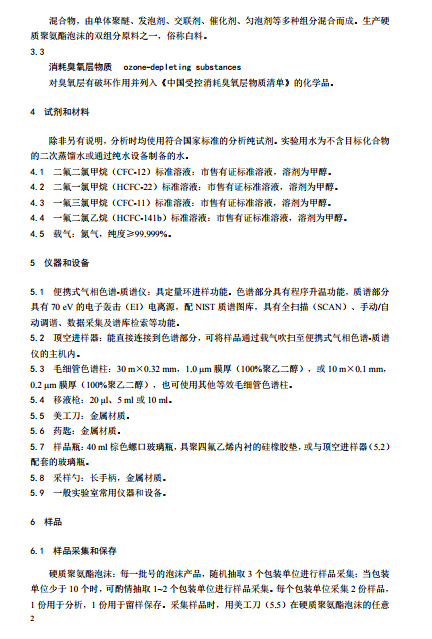 混合物，由单体聚醚、发泡剂、交联剂、催化剂、匀泡剂等多种组分混合而成。生产硬
质聚氨酯泡沫的双组分原料之一，俗称白料。
3.3
消耗臭氧层物质 ozone-depleting substances
对臭氧层有破坏作用并列入《中国受控消耗臭氧层物质清单》的化学品。
4 试剂和材料
除非另有说明，分析时均使用符合国家标准的分析纯试剂。实验用水为不含目标化合物
的二次蒸馏水或通过纯水设备制备的水。
4.1 二氟二氯甲烷（CFC-12）标准溶液：市售有证标准溶液，溶剂为甲醇。
4.2 二氟一氯甲烷（HCFC-22）标准溶液：市售有证标准溶液，溶剂为甲醇。
4.3 一氟三氯甲烷（CFC-11）标准溶液：市售有证标准溶液，溶剂为甲醇。
4.4 一氟二氯乙烷（HCFC-141b）标准溶液：市售有证标准溶液，溶剂为甲醇。
4.5 载气：氦气，纯度≥99.999%。
5 仪器和设备
5.1 便携式气相色谱-质谱仪：具定量环进样功能。色谱部分具有程序升温功能，质谱部分
具有 70 eV 的电子轰击（EI）电离源，配 NIST 质谱图库，具有全扫描（SCAN）、手动/自
动调谐、数据采集及谱库检索等功能。
5.2 顶空进样器：能直接连接到色谱部分，可将样品通过载气吹扫至便携式气相色谱-质谱
仪的主机内。
5.3 毛细管色谱柱：30 m×0.32 mm，1.0 μm 膜厚（100%聚乙二醇），或 10 m×0.1 mm，
0.2 μm 膜厚（100%聚乙二醇），也可使用其他等效毛细管色谱柱。
5.4 移液枪：20 μl、5 ml 或 10 ml。
5.5 美工刀：金属材质。
5.6 药匙：金属材质。
5.7 样品瓶：40 ml 棕色螺口玻璃瓶，具聚四氟乙烯内衬的硅橡胶垫，或与顶空进样器（5.2）
配套的玻璃瓶。
5.8 采样勺：长手柄，金属材质。
5.9 一般实验室常用仪器和设备。
6 样品
6.1 样品采集和保存
硬质聚氨酯泡沫：每一批号的泡沫产品，随机抽取 3 个包装单位进行样品采集；当包装
单位少于 10 个时，可酌情抽取 1~2 个包装单位进行样品采集。每个包装单位采集 2 份样品，
1 份用于分析，1 份用于留样保存。采集样品时，用美工刀（5.5）在硬质聚氨酯泡沫的任意
2